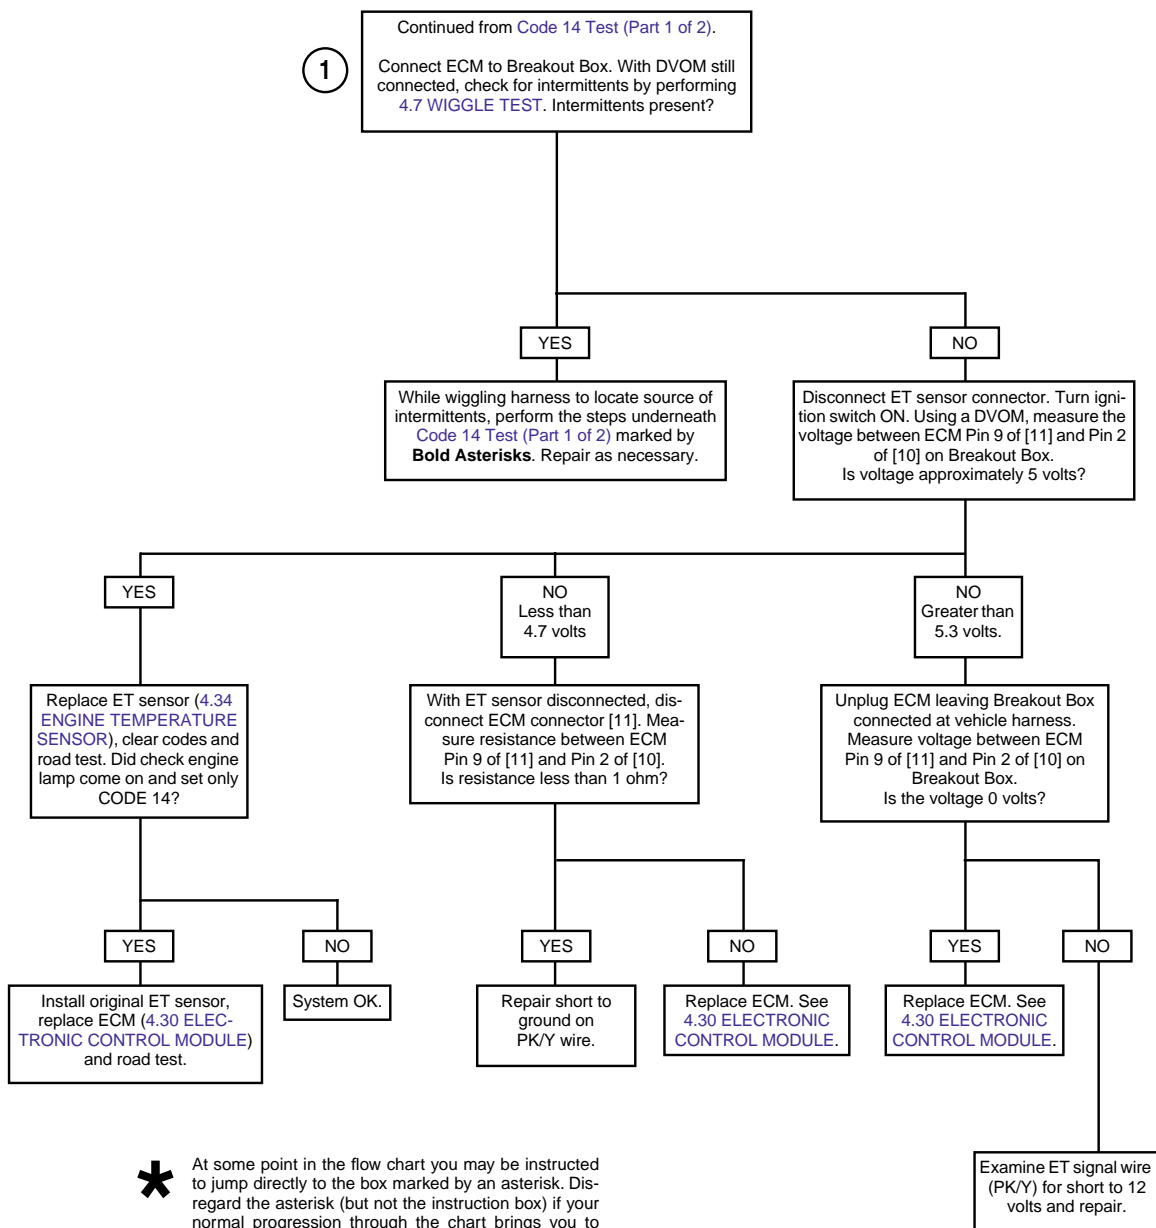 Continued from Code 14 Test (Part 1 of 2).
1
Connect ECM to Breakout Box. With DVOM still
connected, check for intermittents by performing
4.7 WIGGLE TEST. Intermittents present?
YES
NO
While wiggling harness to locate source of
intermittents, perform the steps underneath
Code 14 Test (Part 1 of 2) marked by
Bold Asterisks. Repair as necessary.
Disconnect ET sensor connector. Turn igni-
tion switch ON. Using a DVOM, measure the
voltage between ECM Pin 9 of [11] and Pin 2
of [10] on Breakout Box.
Is voltage approximately 5 volts?
YES
NO
Less than
4.7 volts
NO
Greater than
5.3 volts.
Replace ET sensor (4.34
ENGINE TEMPERATURE
SENSOR), clear codes and
road test. Did check engine
lamp come on and set only
CODE 14?
With ET sensor disconnected, dis-
connect ECM connector [11]. Mea-
sure resistance between ECM
Pin 9 of [11] and Pin 2 of [10].
Is resistance less than 1 ohm?
Unplug ECM leaving Breakout Box
connected at vehicle harness.
Measure voltage between ECM
Pin 9 of [11] and Pin 2 of [10] on
Breakout Box.
Is the voltage 0 volts?
YES
NO
YES
NO
YES
NO
Install original ET sensor,
replace ECM (4.30 ELEC-
TRONIC CONTROL MODULE)
and road test.
System OK.
Repair short to
ground on
PK/Y wire.
Replace ECM. See
4.30 ELECTRONIC
CONTROL MODULE.
Replace ECM. See
4.30 ELECTRONIC
CONTROL MODULE.
Examine ET signal wire
(PK/Y) for short to 12
volts and repair.
* At some point in the flow chart you may be instructed
to jump directly to the box marked by an asterisk. Dis-
regard the asterisk (but not the instruction box) if your
normal progression through the chart brings you to